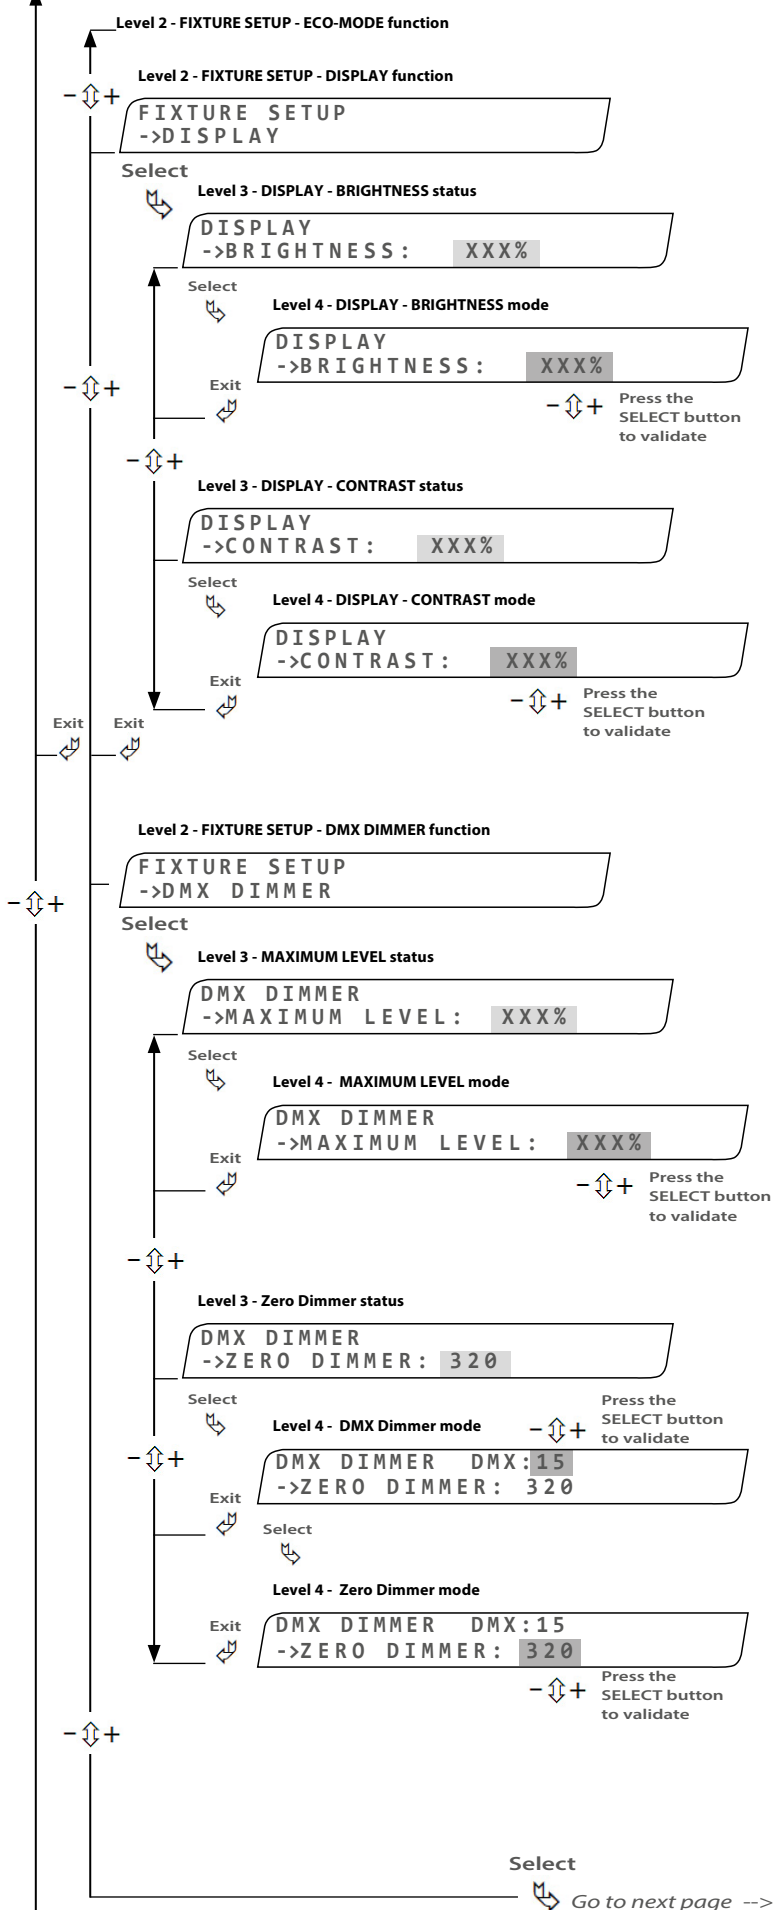 Level 2 - FIXTURE SETUP - ECO-MODE function
Level 2 - FIXTURE SETUP - DISPLAY function
- +
FIXTURE SETUP
->DISPLAY
Select
Level 3 - DISPLAY - BRIGHTNESS status
DISPLAY
->BRIGHTNESS: XXX%
Select
Level 4 - DISPLAY - BRIGHTNESS mode
DISPLAY
->BRIGHTNESS: XXX%
Exit
- +
- +
Press the
SELECT button
to validate
- +
Level 3 - DISPLAY - CONTRAST status
DISPLAY
->CONTRAST: XXX%
Select
Level 4 - DISPLAY - CONTRAST mode
DISPLAY
->CONTRAST: XXX%
Exit
- +
Press the
SELECT button
to validate
Exit
Exit
Level 2 - FIXTURE SETUP - DMX DIMMER function
FIXTURE SETUP
->DMX DIMMER
- +
Select
Level 3 - MAXIMUM LEVEL status
DMX DIMMER
->MAXIMUM LEVEL: XXX%
Select
Level 4 - MAXIMUM LEVEL mode
DMX DIMMER
->MAXIMUM LEVEL: XXX%
Exit
- +
Press the
SELECT button
to validate
- +
Level 3 - Zero Dimmer status
DMX DIMMER
->ZERO DIMMER: 320
Select
Press the
SELECT button
to validate
- +
Level 4 - DMX Dimmer mode
- +
DMX DIMMER DMX:15
->ZERO DIMMER: 320
Exit
Select
Level 4 - Zero Dimmer mode
Exit
DMX DIMMER DMX:15
->ZERO DIMMER: 320
- +
Press the
SELECT button
to validate
- +
Select
Go to next page -->